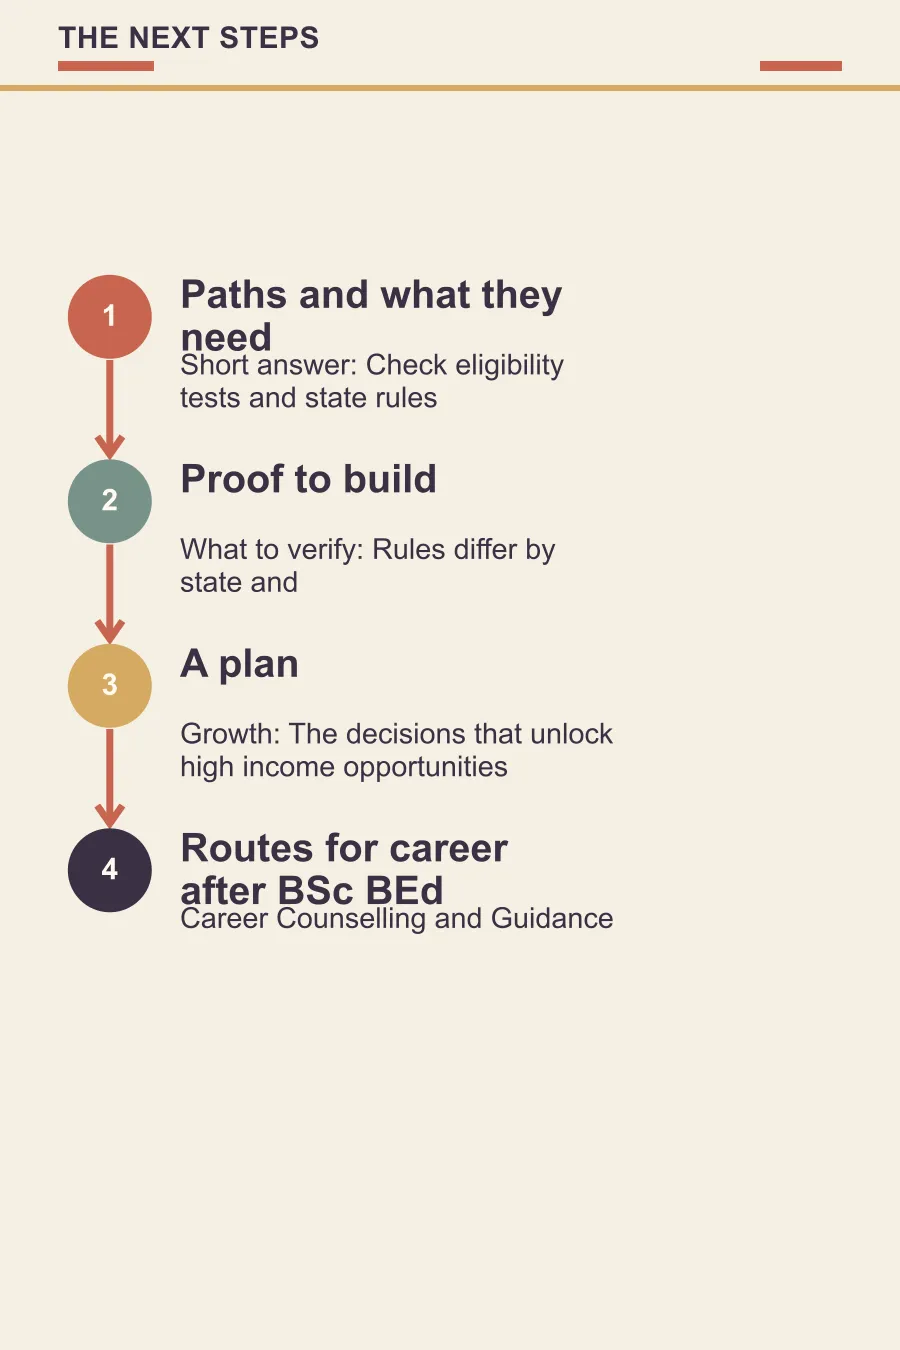 THE NEXT STEPS
1
Paths and what they
need
Short answer: Check eligibility
tests and state rules
2
Proof to build
What to verify: Rules differ by
state and
3
A plan
Growth: The decisions that unlock
high income opportunities
4
Routes for career
after BSc BEd
Career Counselling and Guidance